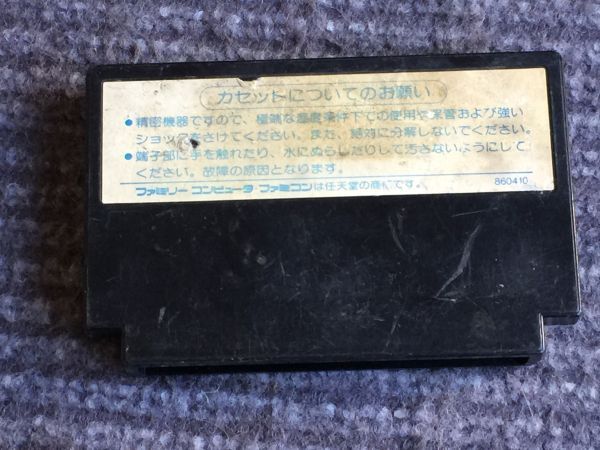 カセットについてのお願い
●精密機器ですので、極端な温度条件下での使用や保管および強い
ショックをさけてください。また、絶対に分解しないでください。
●端子部に手を触れたり、水にぬらしたりして汚さないようにして
ください。故障の原因となります。
ファミリーコンピュータ ファミコンは任天堂の商標です。 860410